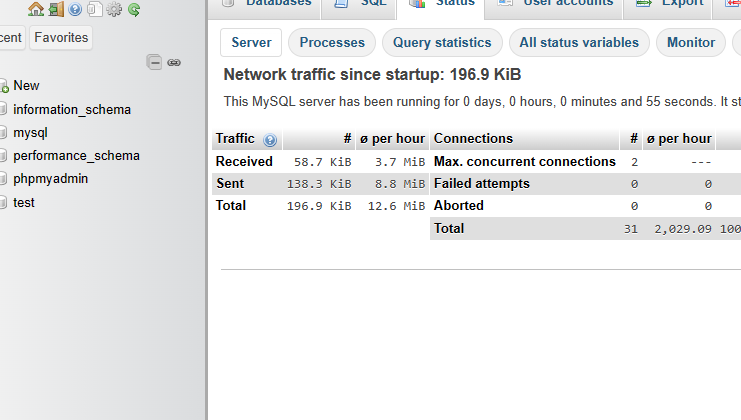 Databases SQL Status User accounts Export
cent Favorites
Server Processes Query statistics All status variables Monitor
New
information_schema
mysql
performance_schema
phpmyadmin
test
Network traffic since startup: 196.9 KiB
This MySQL server has been running for 0 days, 0 hours, 0 minutes and 55 seconds. It st
Traffic # ø per hour Connections # ø per hour
Received 58.7 KiB 3.7 MiB Max. concurrent connections 2 ---
Sent 138.3 KiB 8.8 MiB Failed attempts 0 0
Total 196.9 KiB 12.6 MiB Aborted 0 0
Total 31 2,029.09 100